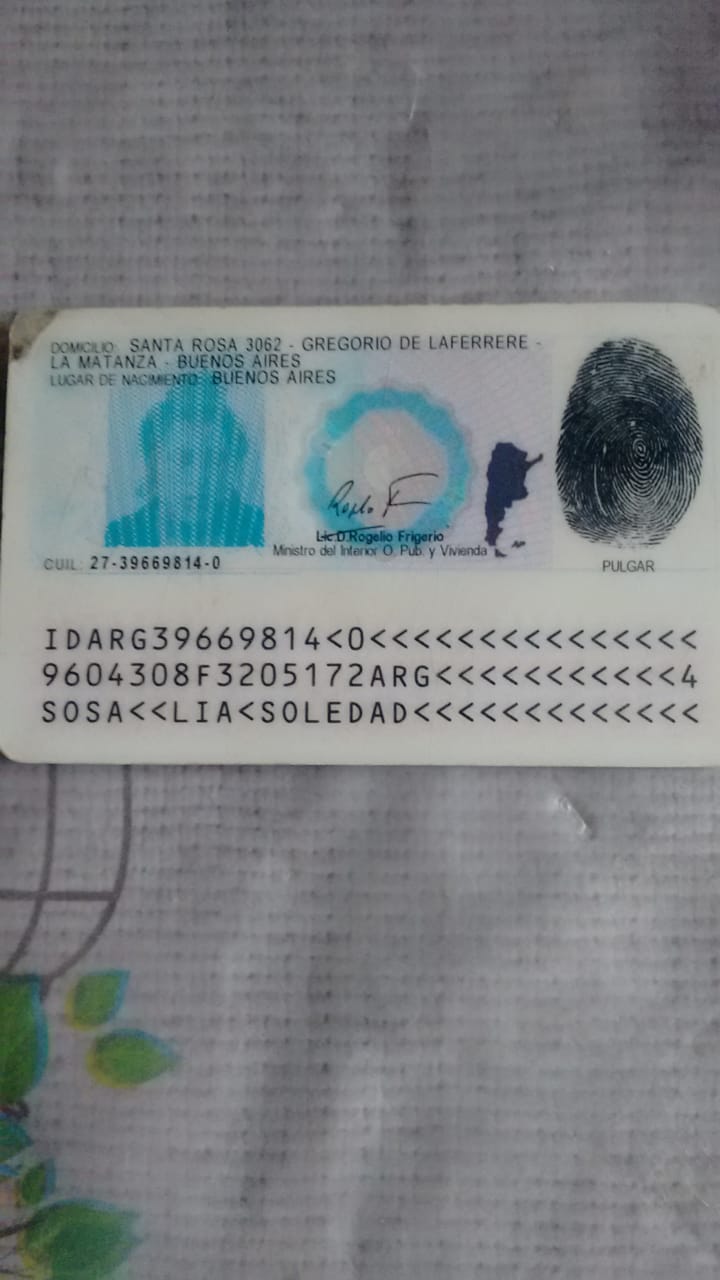 DOMICILIO: SANTA ROSA 3062 - GREGORIO DE LAFERRERE -
LA MATANZA - BUENOS AIRES
LUGAR DE NACIMIENTO: BUENOS AIRES
Lic.D.Rogelio Frigerio
Ministro del Interior O. Pub. y Vivienda
CUIL: 27-39669814-0
PULGAR
IDARG39669814<0<<<<<<<<<<<<<<<
9604308F3205172ARG<<<<<<<<<<<4
SOSA<<LIA<SOLEDAD<<<<<<<<<<<<<